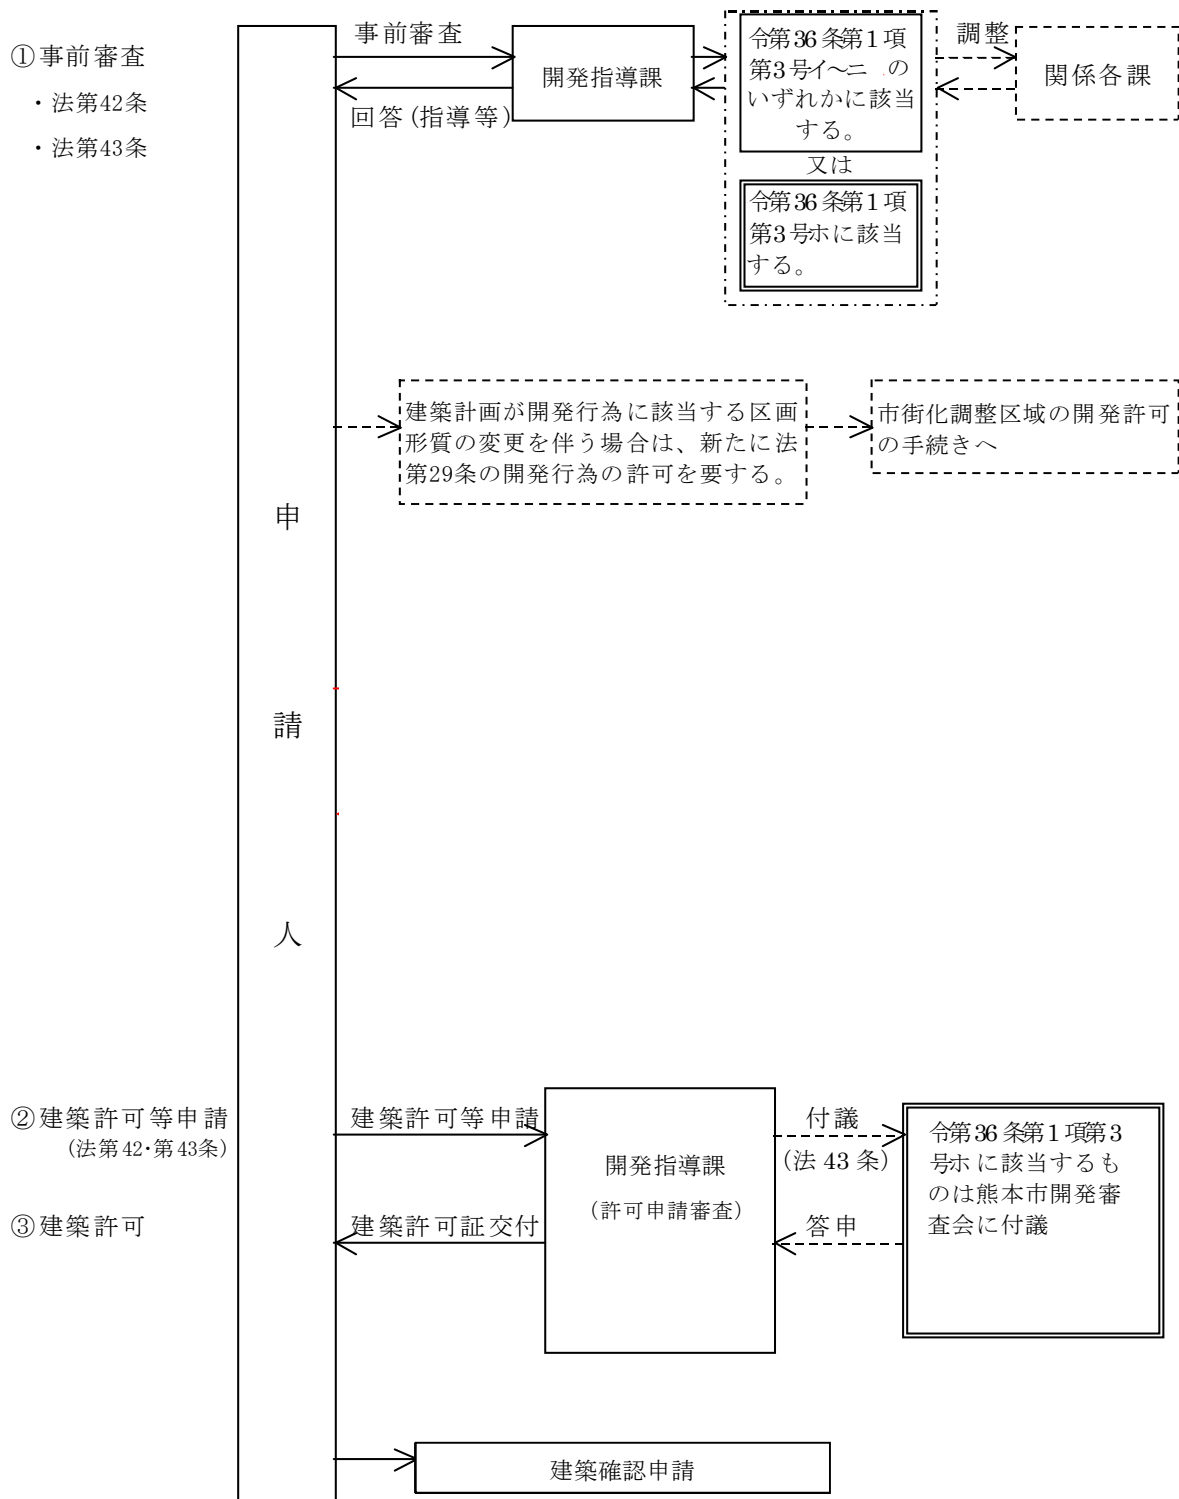 ①事前審査
・法第42条
・法第43条
事前審査
回答(指導等)
開発指導課
令第36条第1項
第3号イ～ニ の
いずれかに該当
する。
又は
令第36条第1項
第3号ホに該当
する。
調整
関係各課
建築計画が開発行為に該当する区画
形質の変更を伴う場合は、新たに法
第29条の開発行為の許可を要する。
市街化調整区域の開発許可
の手続きへ
申
請
人
②建築許可等申請
(法第42・第43条)
③建築許可
建築許可等申請
建築許可証交付
開発指導課
(許可申請審査)
付議
(法43条)
答申
令第36条第1項第3
号ホに該当するも
のは熊本市開発審
査会に付議
建築確認申請